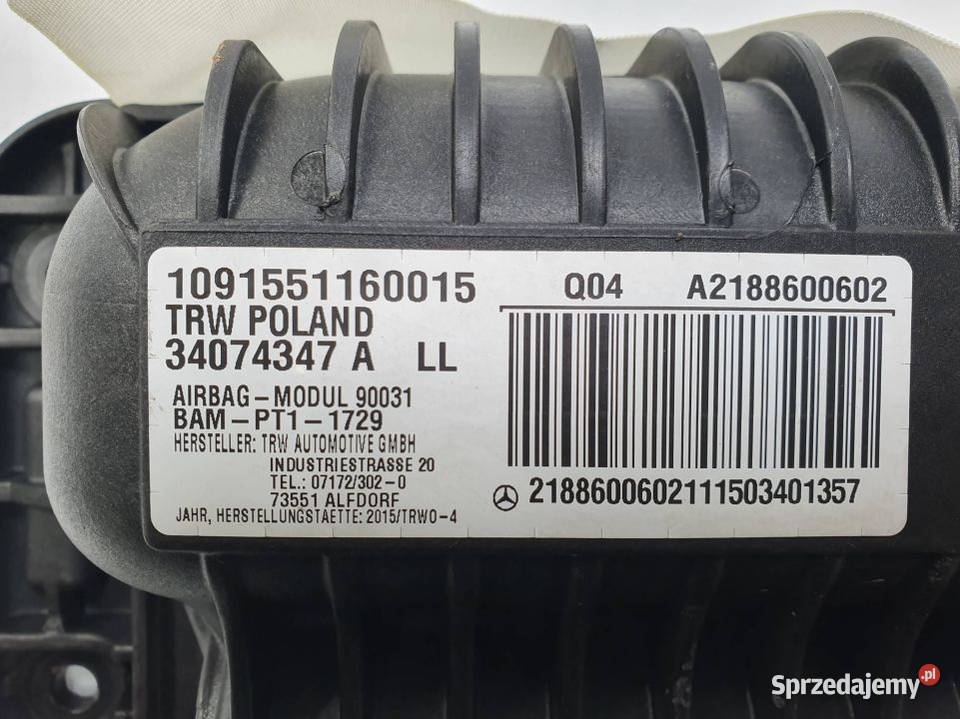 1091551160015
Q04 A2188600602
TRW POLAND
34074347 A LL
AIRBAG-MODUL 90031
BAM-PT1-1729
HERSTELLER: TRW AUTOMOTIVE GMBH
INDUSTRIESTRASSE 20
TEL.: 07172/302-0
73551 ALFDORF
JAHR, HERSTELLUNGSTAETTE: 2015/TRWO-4
2188600602111503401357
Sprzedajemy.pl